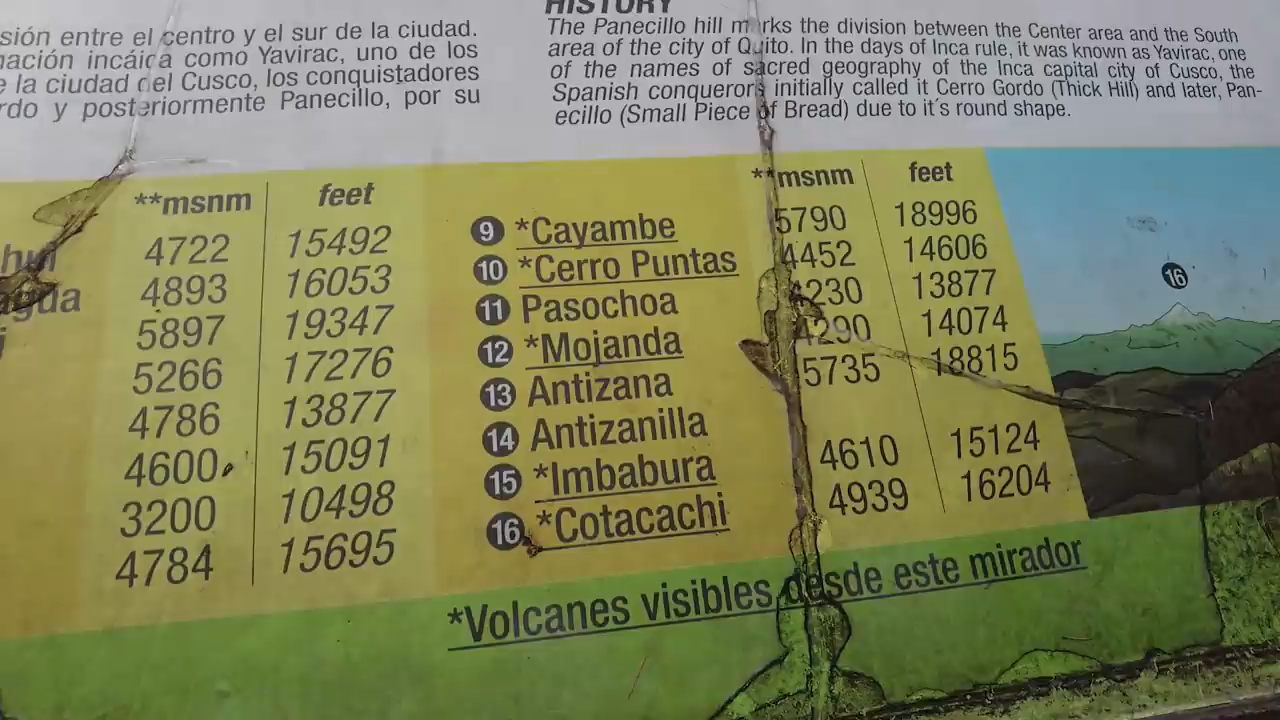 sión entre el centro y el sur de la ciudad.
nación incáica como Yavirac, uno de los
e la ciudad del Cusco, los conquistadores
rdo y posteriormente Panecillo, por su
HISTORY
The Panecillo hill marks the division between the Center area and the South
area of the city of Quito. In the days of Inca rule, it was known as Yavirac, one
of the names of sacred geography of the Inca capital city of Cusco, the
Spanish conquerors initially called it Cerro Gordo (Thick Hill) and later, Pan-
ecillo (Small Piece of Bread) due to it´s round shape.
**msnm feet
4722 15492
4893 16053
agua 5897 19347
5266 17276
4786 13877
4600 15091
3200 10498
4784 15695
**msnm feet
9 *Cayambe 5790 18996
10 *Cerro Puntas 4452 14606
11 Pasochoa 4230 13877
12 *Mojanda 4290 14074
13 Antizana 5735 18815
14 Antizanilla
15 *Imbabura 4610 15124
16 *Cotacachi 4939 16204
16
*Volcanes visibles desde este mirador